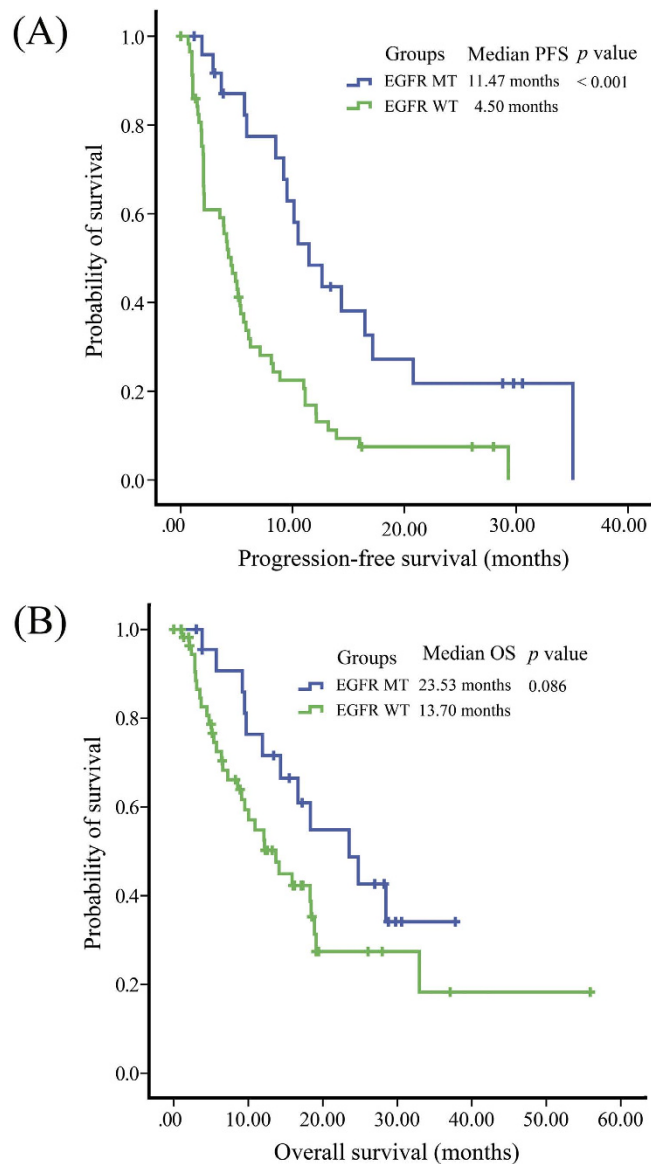 (A)
Groups Median PFS p value
EGFR MT 11.47 months < 0.001
EGFR WT 4.50 months
1.0
0.8
0.6
0.4
0.2
0.0
Probability of survival
.00 10.00 20.00 30.00 40.00
Progression-free survival (months)
(B)
Groups Median OS p value
EGFR MT 23.53 months 0.086
EGFR WT 13.70 months
1.0
0.8
0.6
0.4
0.2
0.0
Probability of survival
.00 10.00 20.00 30.00 40.00 50.00 60.00
Overall survival (months)